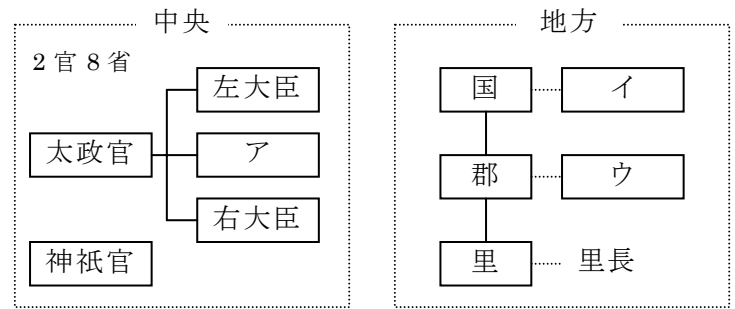 中央
2官8省
左大臣
太政官
ア
右大臣
神祇官
地方
国
イ
郡
ウ
里
里長